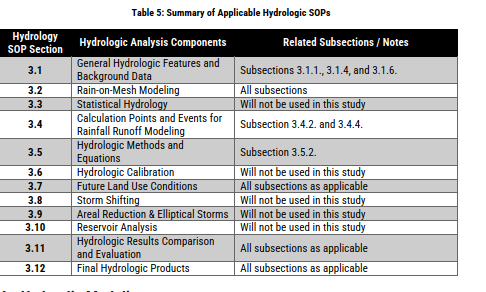 Table 5: Summary of Applicable Hydrologic SOPs
Hydrology SOP Section Hydrologic Analysis Components Related Subsections / Notes
3.1 General Hydrologic Features and Background Data Subsections 3.1.1., 3.1.4, and 3.1.6.
3.2 Rain-on-Mesh Modeling All subsections
3.3 Statistical Hydrology Will not be used in this study
3.4 Calculation Points and Events for Rainfall Runoff Modeling Subsection 3.4.2. and 3.4.4.
3.5 Hydrologic Methods and Equations Subsection 3.5.2.
3.6 Hydrologic Calibration Will not be used in this study
3.7 Future Land Use Conditions All subsections as applicable
3.8 Storm Shifting Will not be used in this study
3.9 Areal Reduction & Elliptical Storms Will not be used in this study
3.10 Reservoir Analysis Will not be used in this study
3.11 Hydrologic Results Comparison and Evaluation All subsections as applicable
3.12 Final Hydrologic Products All subsections as applicable